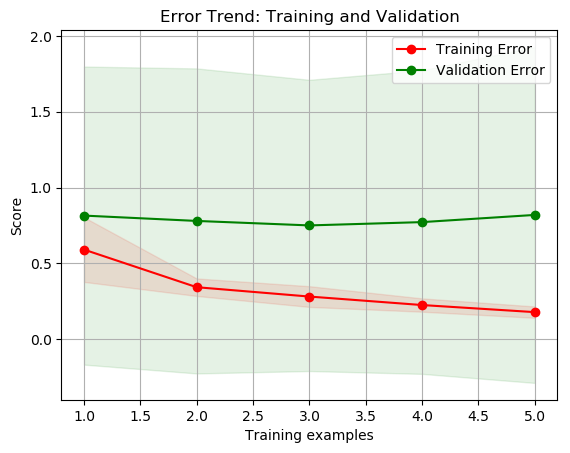 Error Trend: Training and Validation
Training Error
Validation Error
2.0
1.5
1.0
0.5
0.0
Score
1.0 1.5 2.0 2.5 3.0 3.5 4.0 4.5 5.0
Training examples